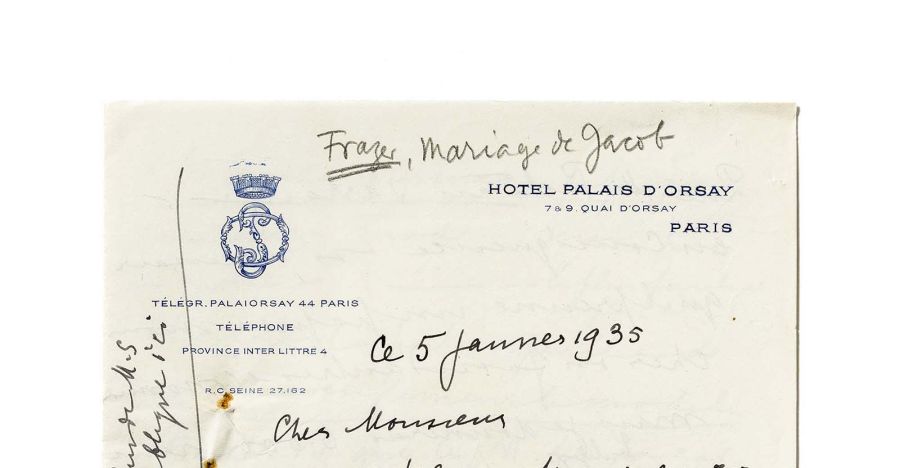 Frazer, Mariage de Jacob
HOTEL PALAIS D'ORSAY
7 & 9. QUAI D'ORSAY
PARIS
TÉLÉGR. PALAIORSAY 44 PARIS
TÉLÉPHONE
PROVINCE INTER LITTRE 4
R.C. SEINE 27.162
Ce 5 janvier 1935
Cher Monsieur